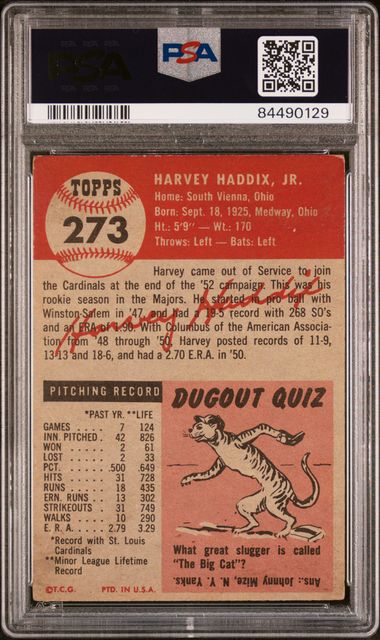 PSA
PSA
84490129
TOPPS
273
HARVEY HADDIX, JR.
Home: South Vienna, Ohio
Born: Sept. 18, 1925, Medway, Ohio
Ht.: 5'9" — Wt.: 170
Throws: Left — Bats: Left
Harvey came out of Service to join
the Cardinals at the end of the '52 campaign. This was his
rookie season in the Majors. He started in pro ball with
Winston-Salem in '47, and had a 19-5 record with 268 SO's
and an ERA of 1.90. With Columbus of the American Associa-
tion from '48 through '50, Harvey posted records of 11-9,
13-13 and 18-6, and had a 2.70 E.R.A. in '50.
Harvey Haddix
PITCHING RECORD
*PAST YR. **LIFE
GAMES 7 124
INN. PITCHED 42 826
WON 2 61
LOST 2 33
PCT. .500 .649
HITS 31 728
RUNS 18 435
ERN. RUNS 13 302
STRIKEOUTS 31 749
WALKS 10 290
E. R. A. 2.79 3.29
*Record with St. Louis
Cardinals
**Minor League Lifetime
Record
©T.C.G. PTD. IN U.S.A.
DUGOUT QUIZ
What great slugger is called
"The Big Cat"?
Ans.: Johnny Mize, N. Y. Yanks.